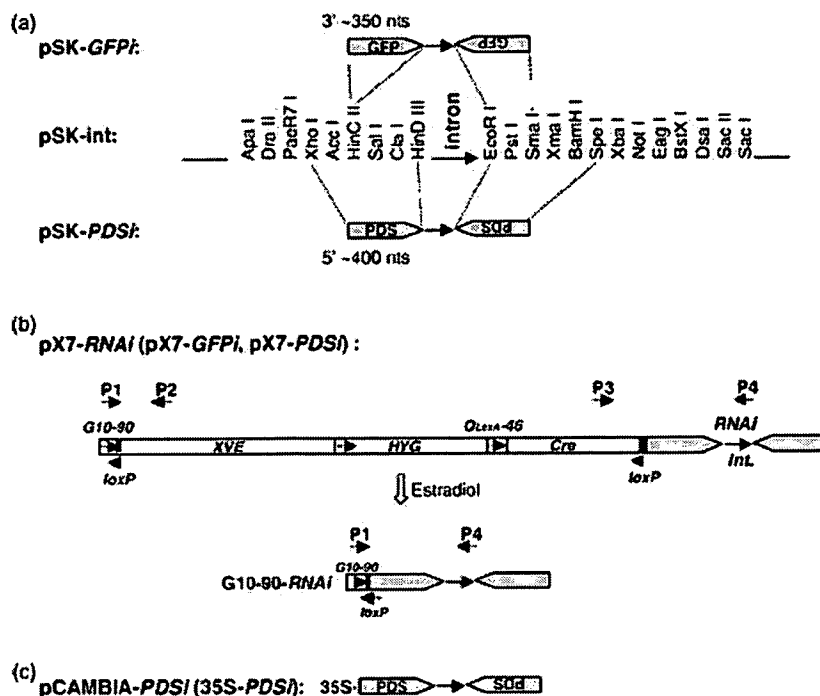 (a)
3' ~350 nts
pSK-GFPi:
GFP
GFP
pSK-int:
Apa I
Dra II
PaeR7 I
Xho I
Acc I
HinC II
Sal I
Cla I
HinD III
intron
EcoR I
Pst I
Sma I
Xma I
BamH I
Spe I
Xba I
Not I
Eag I
BstX I
Dsa I
Sac II
Sac I
pSK-PDSi:
PDS
PDS
5' ~400 nts
(b)
pX7-RNAi (pX7-GFPi, pX7-PDSi) :
P1
P2
P3
P4
G10-90
OLexA-46
RNAi
XVE
HYG
Cre
loxP
loxP
Int.
Estradiol
P1
P4
G10-90
G10-90-RNAi
loxP
(c)
pCAMBIA-PDSi (35S-PDSi):
35S-
PDS
PDS